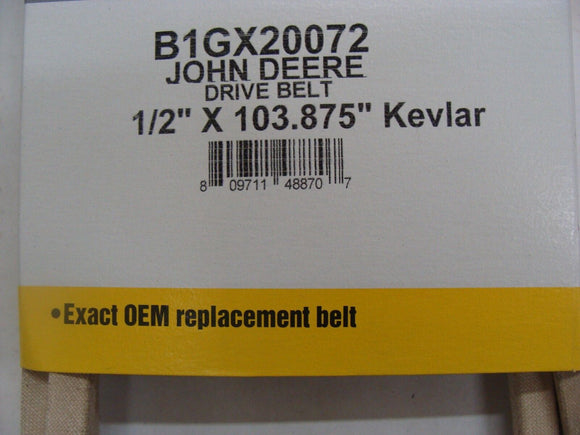 B1GX20072
JOHN DEERE
DRIVE BELT
1/2" X 103.875" Kevlar
8 09711 48870 7
•Exact OEM replacement belt